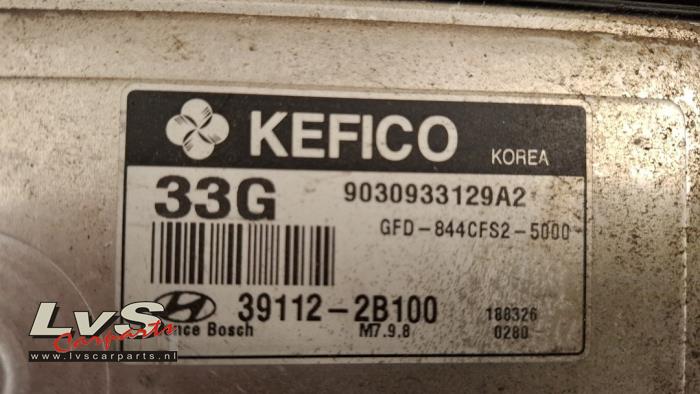 KEFICO KOREA
33G 9030933129A2
GFD-844CFS2-5000
39112-2B100 188326
Bosch M7.9.8 0280
LvS
Carparts
www.lvscarparts.nl